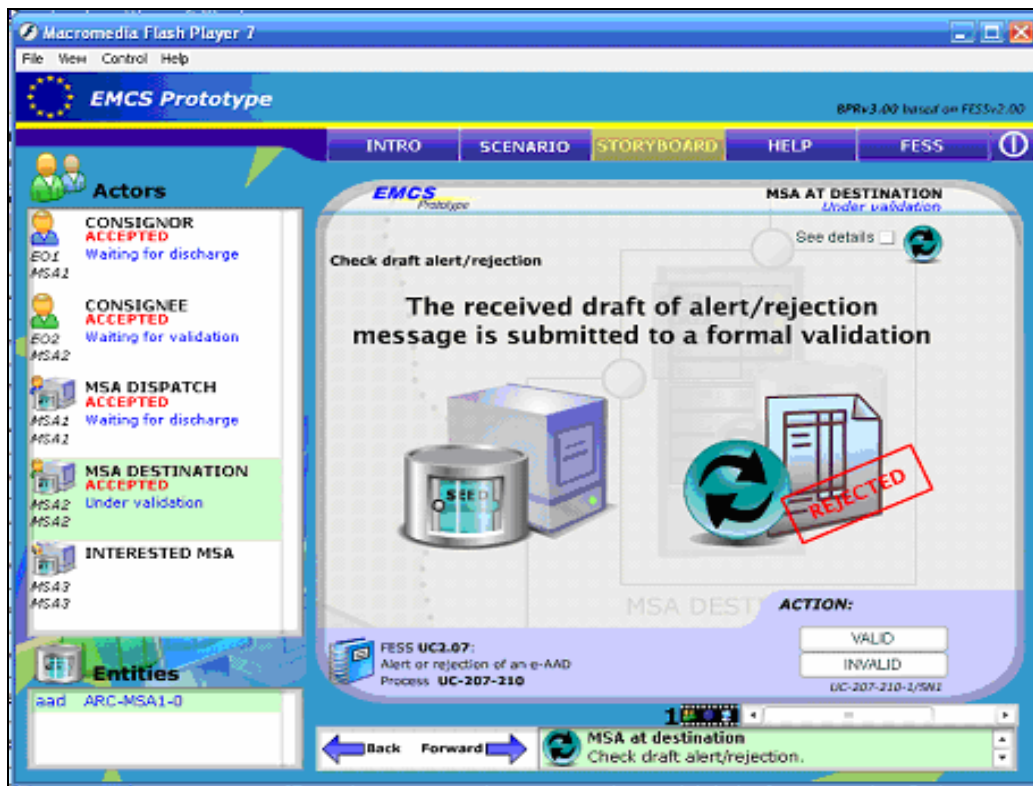 Macromedia Flash Player 7
File View Control Help
EMCS Prototype
BPRv3.00 based on FESSv2.00
INTRO SCENARIO STORYBOARD HELP FESS
Actors
CONSIGNOR
ACCEPTED
EO1 Waiting for discharge
MSA1
CONSIGNEE
ACCEPTED
EO2 Waiting for validation
MSA2
MSA DISPATCH
ACCEPTED
MSA1 Waiting for discharge
MSA1
MSA DESTINATION
ACCEPTED
MSA2 Under validation
MSA2
INTERESTED MSA
MSA3
MSA3
Entities
aad ARC-MSA1-0
EMCS
Prototype
MSA AT DESTINATION
Under validation
See details
Check draft alert/rejection
The received draft of alert/rejection
message is submitted to a formal validation
SEED
REJECTED
MSA DEST
ACTION:
FESS UC2.07:
Alert or rejection of an e-AAD
Process UC-207-210
VALID
INVALID
UC-207-210-1/SN1
1
Back Forward
MSA at destination
Check draft alert/rejection.